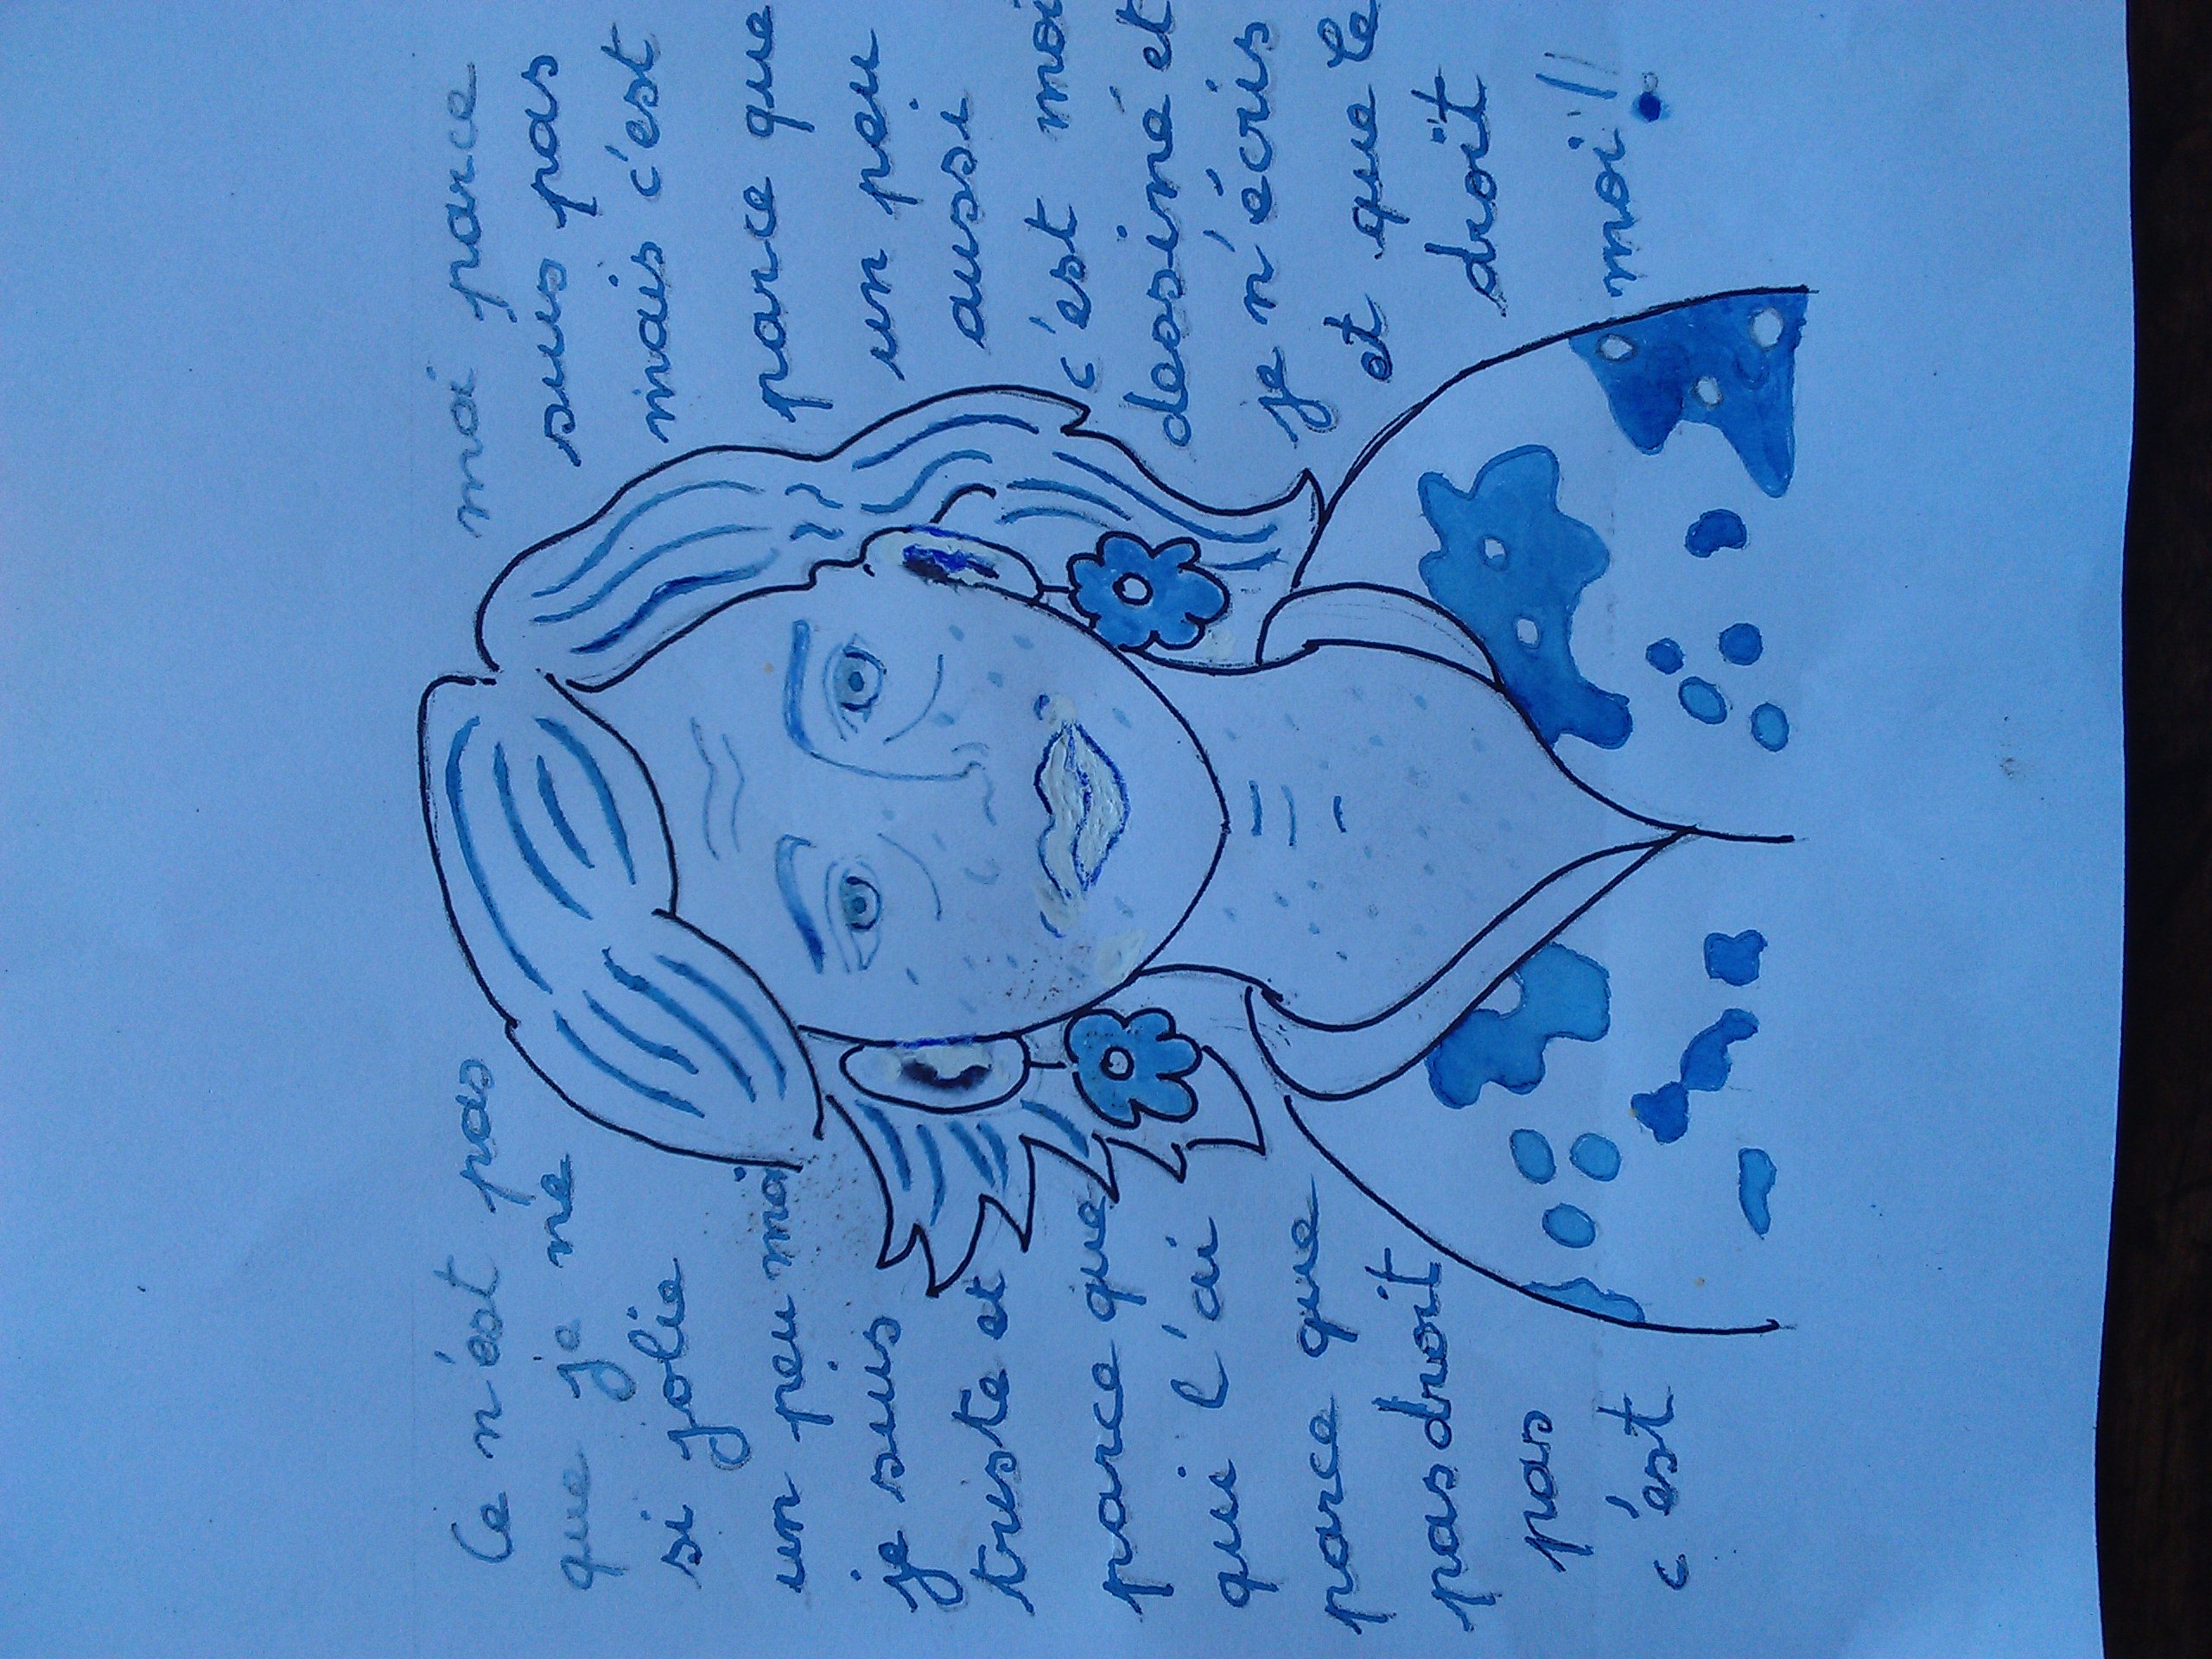 Ce n'est pas moi parce
que je ne suis pas
si jolie mais c'est
un peu moi parce que
je suis un peu
triste et aussi
parce que c'est moi
qui l'ai dessiné et
parce que je n'écris
pas droit et que le
pas droit
c'est moi !!